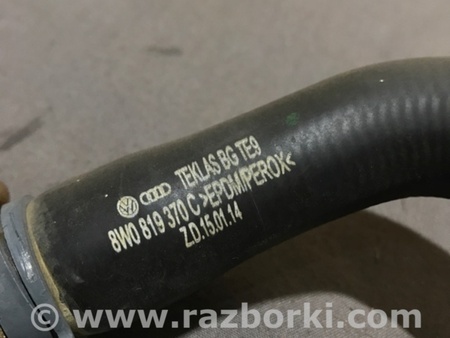 TEKLAS BG TE9
8W0 819 370 C >EPDM/PEROX<
Z.D.15.01.14
www.razborki.com